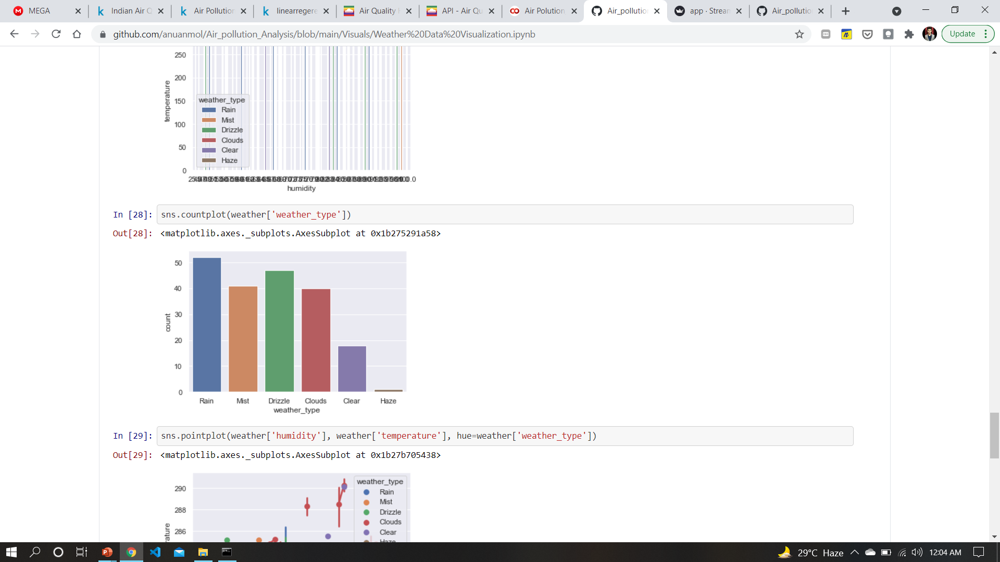 MEGA
Indian Air Q
Air Pollution
linearregere
Air Quality
API - Air Qu
Air Polution
Air_pollutio
app · Strean
Air_pollutio
github.com/anuanmol/Air_pollution_Analysis/blob/main/Visuals/Weather%20Data%20Visualization.ipynb
Update
250
200
150
100
50
0
temperature
weather_type
Rain
Mist
Drizzle
Clouds
Clear
Haze
humidity
In [28]: sns.countplot(weather['weather_type'])
Out[28]: <matplotlib.axes._subplots.AxesSubplot at 0x1b275291a58>
50
40
30
20
10
0
count
Rain Mist Drizzle Clouds Clear Haze
weather_type
In [29]: sns.pointplot(weather['humidity'], weather['temperature'], hue=weather['weather_type'])
Out[29]: <matplotlib.axes._subplots.AxesSubplot at 0x1b27b705438>
290
288
286
rature
weather_type
Rain
Mist
Drizzle
Clouds
Clear
Haze
29°C Haze
12:04 AM